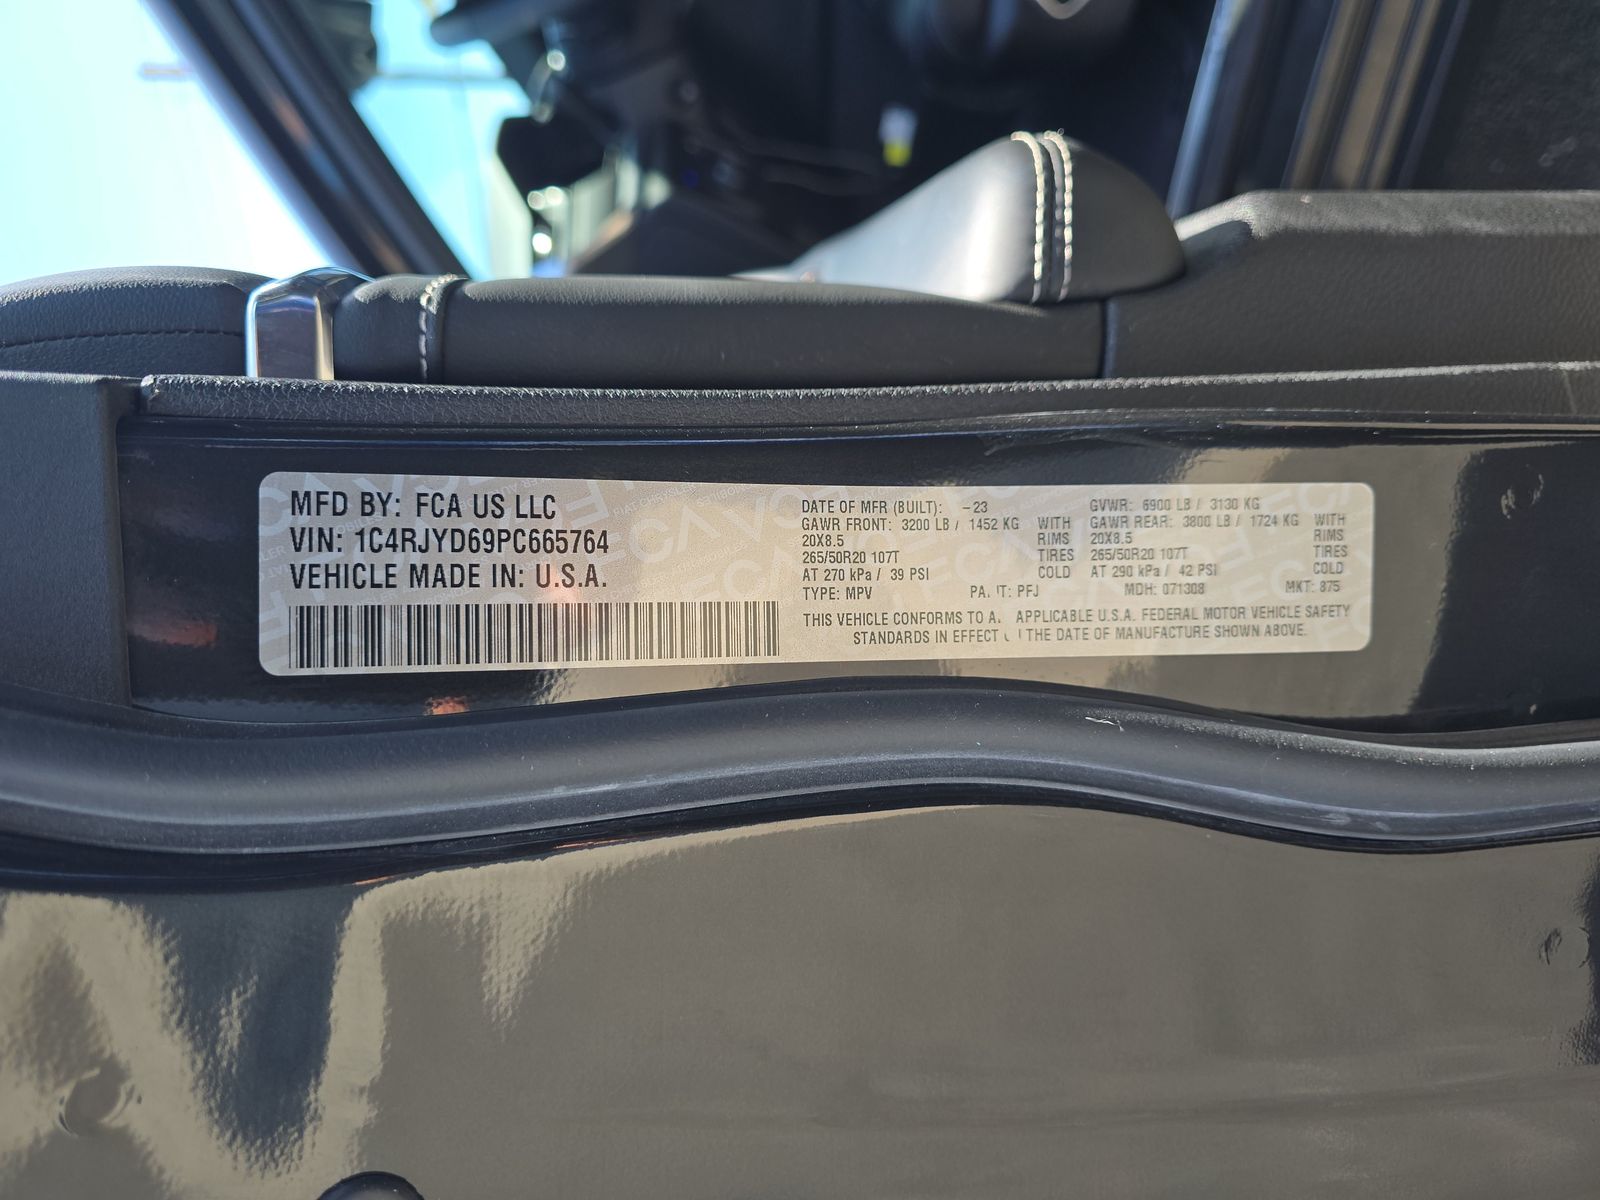 MFD BY: FCA US LLC
VIN: 1C4RJYD69PC665764
VEHICLE MADE IN: U.S.A.
DATE OF MFR (BUILT): -23
GAWR FRONT: 3200 LB / 1452 KG WITH
20X8.5 RIMS
265/50R20 107T TIRES
AT 270 kPa / 39 PSI COLD
GVWR: 6900 LB / 3130 KG
GAWR REAR: 3800 LB / 1724 KG WITH
20X8.5 RIMS
265/50R20 107T TIRES
AT 290 kPa / 42 PSI COLD
TYPE: MPV PFJ MDH: 071308 MKT: 875
THIS VEHICLE CONFORMS TO APPLICABLE U.S.A. FEDERAL MOTOR VEHICLE SAFETY
STANDARDS IN EFFECT THE DATE OF MANUFACTURE SHOWN ABOVE.